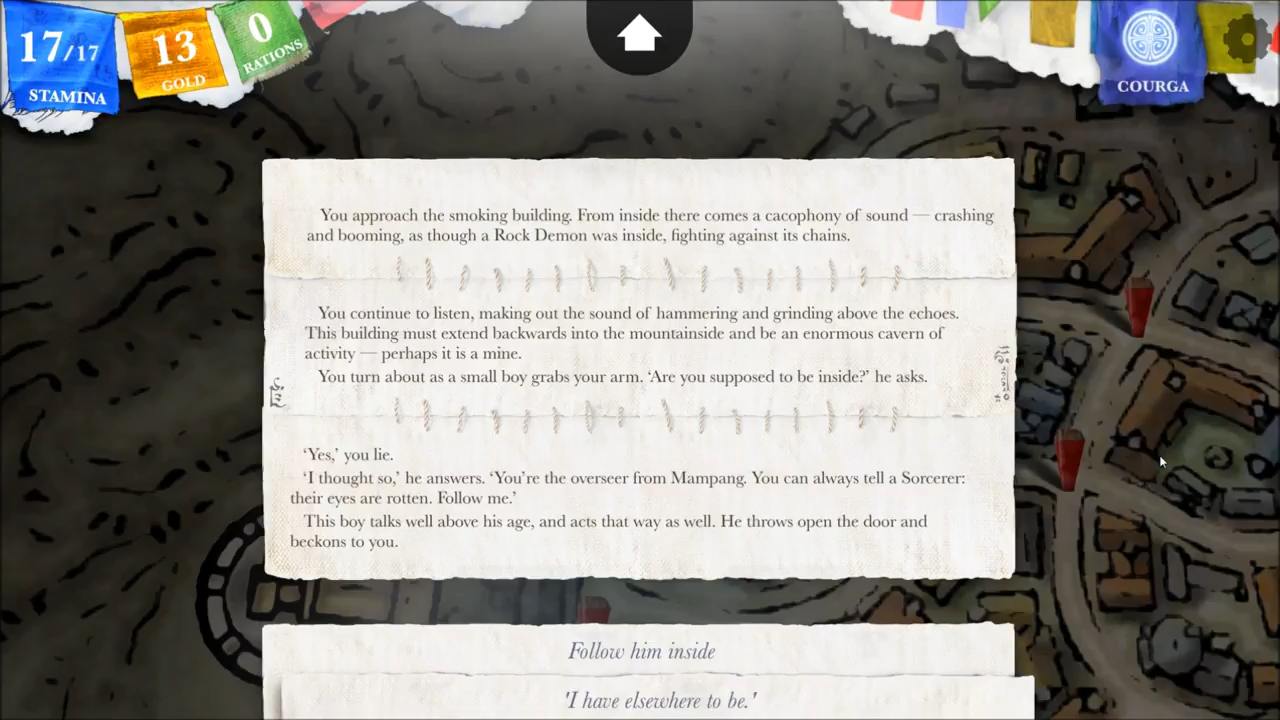 17/17
STAMINA
13
GOLD
0
RATIONS
COURGA
You approach the smoking building. From inside there comes a cacophony of sound — crashing
and booming, as though a Rock Demon was inside, fighting against its chains.
You continue to listen, making out the sound of hammering and grinding above the echoes.
This building must extend backwards into the mountainside and be an enormous cavern of
activity — perhaps it is a mine.
You turn about as a small boy grabs your arm. ‘Are you supposed to be inside?’ he asks.
‘Yes,’ you lie.
‘I thought so,’ he answers. ‘You’re the overseer from Mampang. You can always tell a Sorcerer:
their eyes are rotten. Follow me.’
This boy talks well above his age, and acts that way as well. He throws open the door and
beckons to you.
Follow him inside
'I have elsewhere to be.'